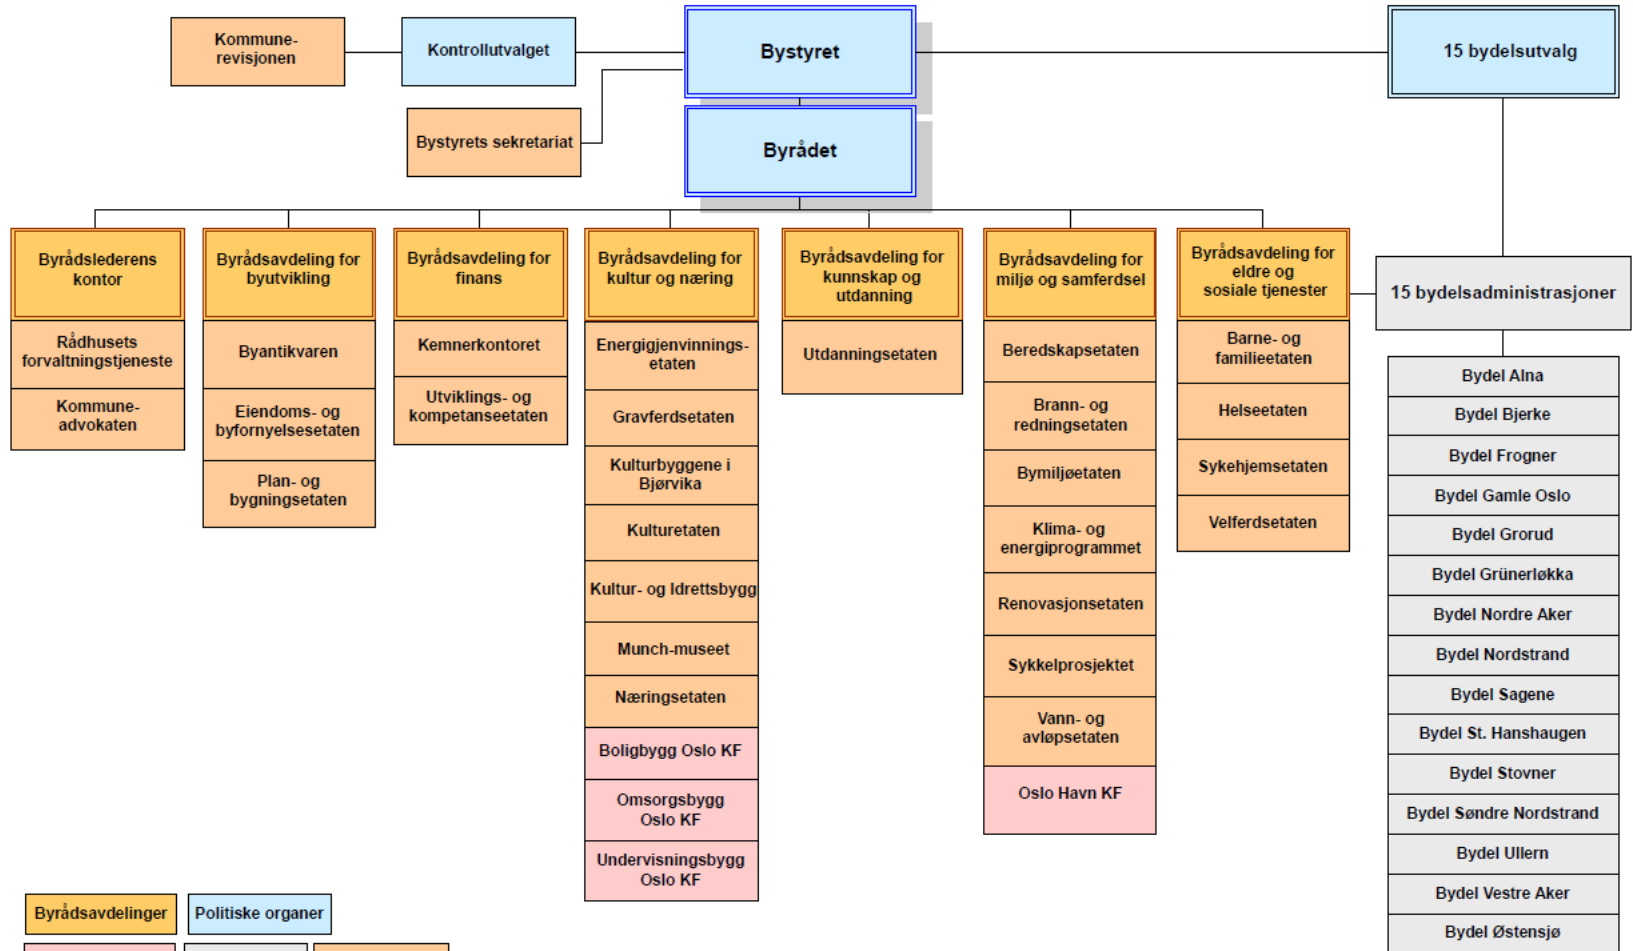 Kommune-
revisjonen
Kontrollutvalget
Bystyret
15 bydelsutvalg
Bystyrets sekretariat
Byrådet
Byrådslederens
kontor
Rådhusets
forvaltningstjeneste
Kommune-
advokaten
Byrådsavdeling for
byutvikling
Byantikvaren
Eiendoms- og
byfornyelsesetaten
Plan- og
bygningsetaten
Byrådsavdeling for
finans
Kemnerkontoret
Utviklings- og
kompetanseetaten
Byrådsavdeling for
kultur og næring
Energigjenvinnings-
etaten
Gravferdsetaten
Kulturbyggene i
Bjørvika
Kulturetaten
Kultur- og Idrettsbygg
Munch-museet
Næringsetaten
Boligbygg Oslo KF
Omsorgsbygg
Oslo KF
Undervisningsbygg
Oslo KF
Byrådsavdeling for
kunnskap og
utdanning
Utdanningsetaten
Byrådsavdeling for
miljø og samferdsel
Beredskapsetaten
Brann- og
redningsetaten
Bymiljøetaten
Klima- og
energiprogrammet
Renovasjonsetaten
Sykkelprosjektet
Vann- og
avløpsetaten
Oslo Havn KF
Byrådsavdeling for
eldre og
sosiale tjenester
Barne- og
familieetaten
Helseetaten
Sykehjemsetaten
Velferdsetaten
15 bydelsadministrasjoner
Bydel Alna
Bydel Bjerke
Bydel Frogner
Bydel Gamle Oslo
Bydel Grorud
Bydel Grünerløkka
Bydel Nordre Aker
Bydel Nordstrand
Bydel Sagene
Bydel St. Hanshaugen
Bydel Stovner
Bydel Søndre Nordstrand
Bydel Ullern
Bydel Vestre Aker
Bydel Østensjø
Byrådsavdelinger
Politiske organer